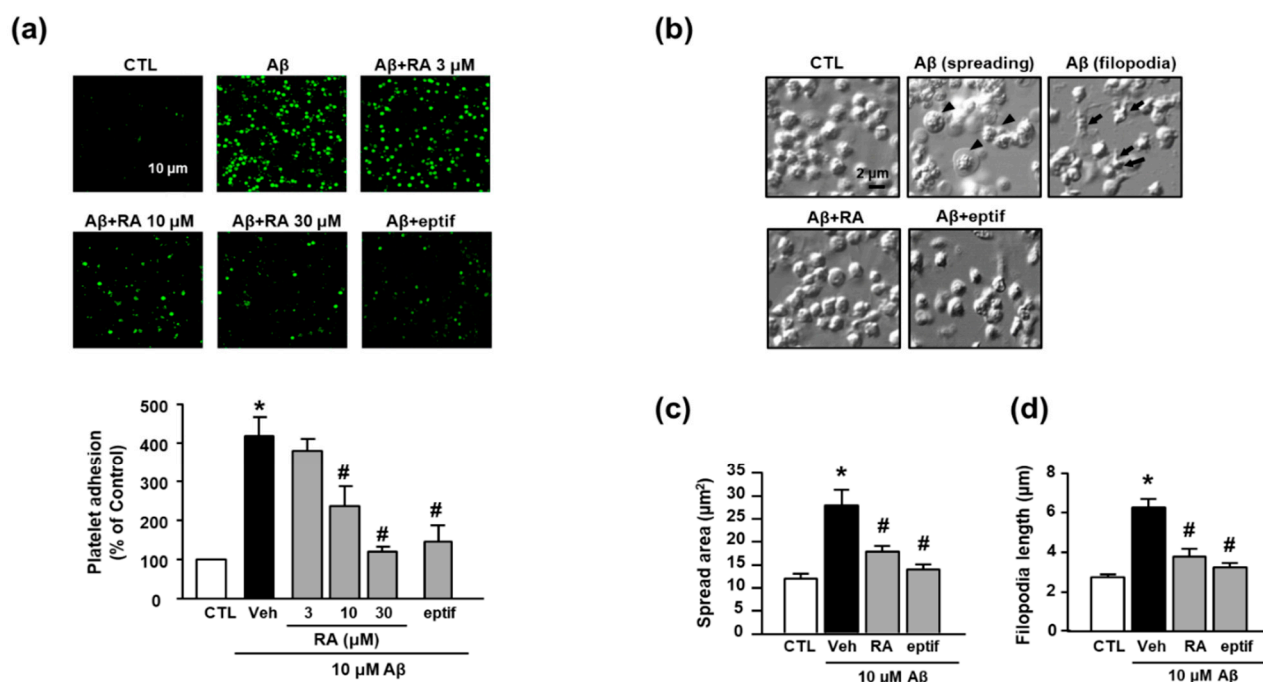 (a)
CTL
Aβ
Aβ+RA 3 μM
10 μm
Aβ+RA 10 μM
Aβ+RA 30 μM
Aβ+eptif
Platelet adhesion
(% of Control)
500
400
300
200
100
0
*
#
#
#
CTL
Veh
3
10
30
eptif
RA (μM)
10 μM Aβ
(b)
CTL
Aβ (spreading)
Aβ (filopodia)
2 μm
Aβ+RA
Aβ+eptif
(c)
Spread area (μm²)
35
30
25
20
15
10
5
0
*
#
#
CTL
Veh
RA
eptif
10 μM Aβ
(d)
Filopodia length (μm)
8
6
4
2
0
*
#
#
CTL
Veh
RA
eptif
10 μM Aβ